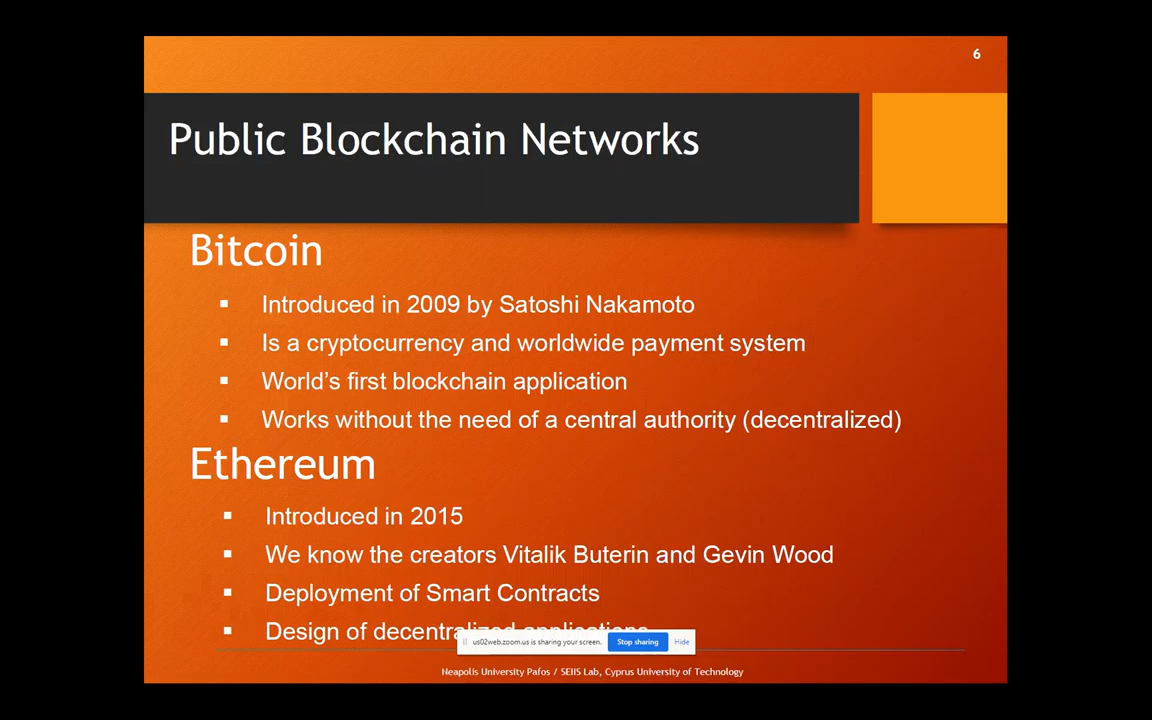 6
Public Blockchain Networks
Bitcoin
Introduced in 2009 by Satoshi Nakamoto
Is a cryptocurrency and worldwide payment system
World’s first blockchain application
Works without the need of a central authority (decentralized)
Ethereum
Introduced in 2015
We know the creators Vitalik Buterin and Gevin Wood
Deployment of Smart Contracts
Design of decentralized applications
us02web.zoom.us is sharing your screen. Stop sharing Hide
Neapolis University Pafos / SEIIS Lab, Cyprus University of Technology